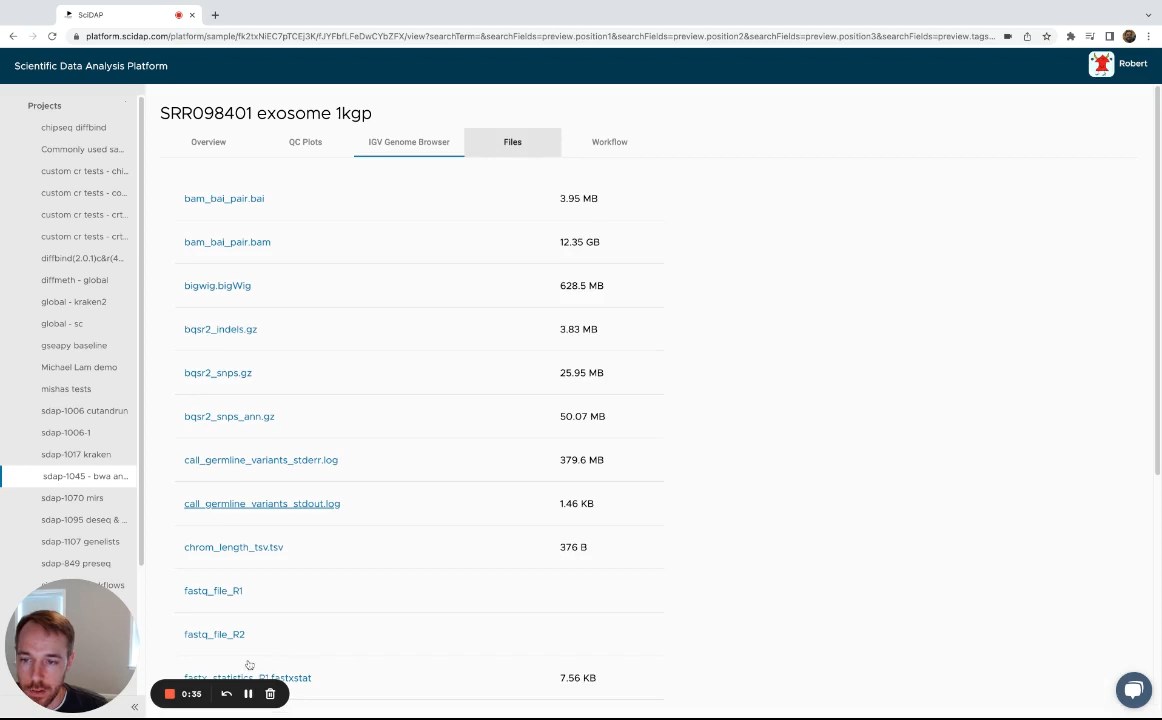 SciDAP
platform.scidap.com/platform/sample/fk2txNiEC7pTCEj3K/fJYFbfLFeDwCYbZFX/view?searchTerm=&searchFields=preview.position1&searchFields=preview.position2&searchFields=preview.position3&searchFields=preview.tags...
Scientific Data Analysis Platform
Robert
Projects
chipseq diffbind
Commonly used sa...
custom cr tests - chi...
custom cr tests - co...
custom cr tests - crt...
custom cr tests - crt...
diffbind(2.0.1)c&r(4...
diffmeth - global
global - kraken2
global - sc
gseapy baseline
Michael Lam demo
mishas tests
sdap-1006 cutandrun
sdap-1006-1
sdap-1017 kraken
sdap-1045 - bwa an...
sdap-1070 mirs
sdap-1095 deseq & ...
sdap-1107 genelists
sdap-849 preseq
SRR098401 exosome 1kgp
Overview
QC Plots
IGV Genome Browser
Files
Workflow
bam_bai_pair.bai 3.95 MB
bam_bai_pair.bam 12.35 GB
bigwig.bigWig 628.5 MB
bqsr2_indels.gz 3.83 MB
bqsr2_snps.gz 25.95 MB
bqsr2_snps_ann.gz 50.07 MB
call_germline_variants_stderr.log 379.6 MB
call_germline_variants_stdout.log 1.46 KB
chrom_length_tsv.tsv 376 B
fastq_file_R1
fastq_file_R2
fastx_statistics_R1.fastxstat 7.56 KB
0:35